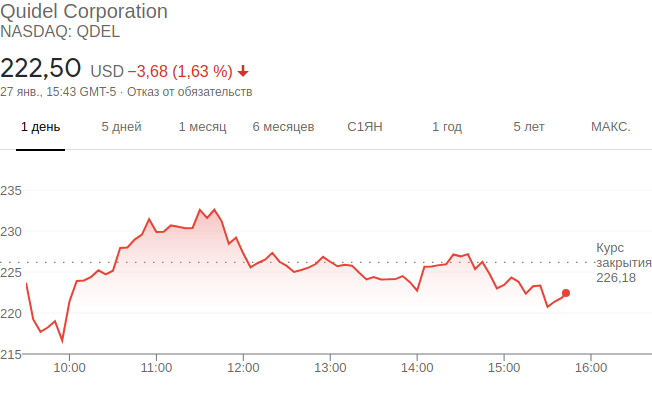 Quidel Corporation
NASDAQ: QDEL
222,50 USD −3,68 (1,63 %)
27 янв., 15:43 GMT-5 · Отказ от обязательств
1 день 5 дней 1 месяц 6 месяцев С1ЯН 1 год 5 лет МАКС.
235
230
Курс
закрытия
226,18
225
220
215
10:00 11:00 12:00 13:00 14:00 15:00 16:00